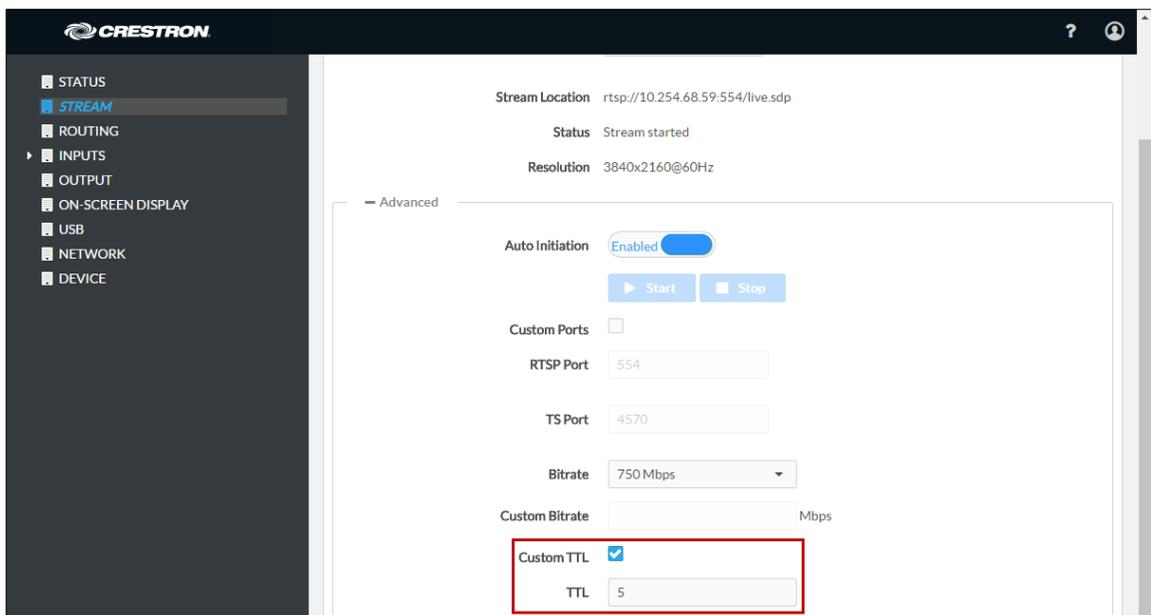 CRESTRON.
?
STATUS
STREAM
ROUTING
INPUTS
OUTPUT
ON-SCREEN DISPLAY
USB
NETWORK
DEVICE
Stream Location rtsp://10.254.68.59:554/live.sdp
Status Stream started
Resolution 3840x2160@60Hz
Advanced
Auto Initiation Enabled
Start Stop
Custom Ports
RTSP Port 554
TS Port 4570
Bitrate 750 Mbps
Custom Bitrate Mbps
Custom TTL
TTL 5